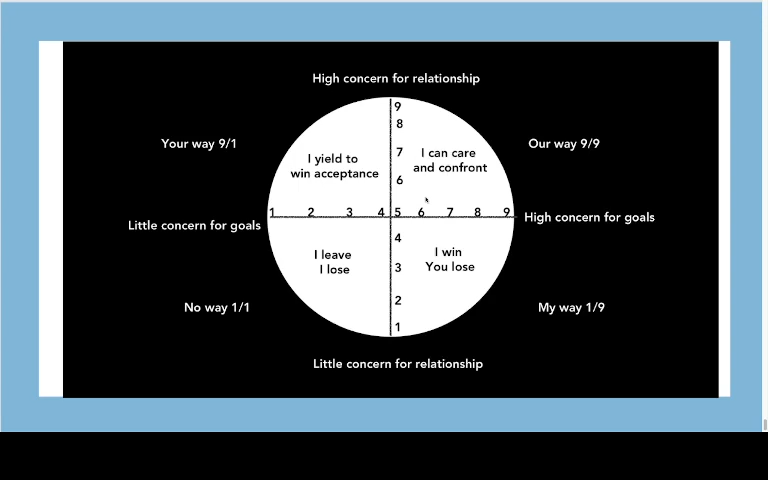 High concern for relationship
9
8
Your way 9/1
Our way 9/9
7
I yield to
win acceptance
I can care
and confront
6
1 2 3 4 5 6 7 8 9
Little concern for goals
High concern for goals
4
I leave
I lose
I win
You lose
3
2
No way 1/1
My way 1/9
1
Little concern for relationship